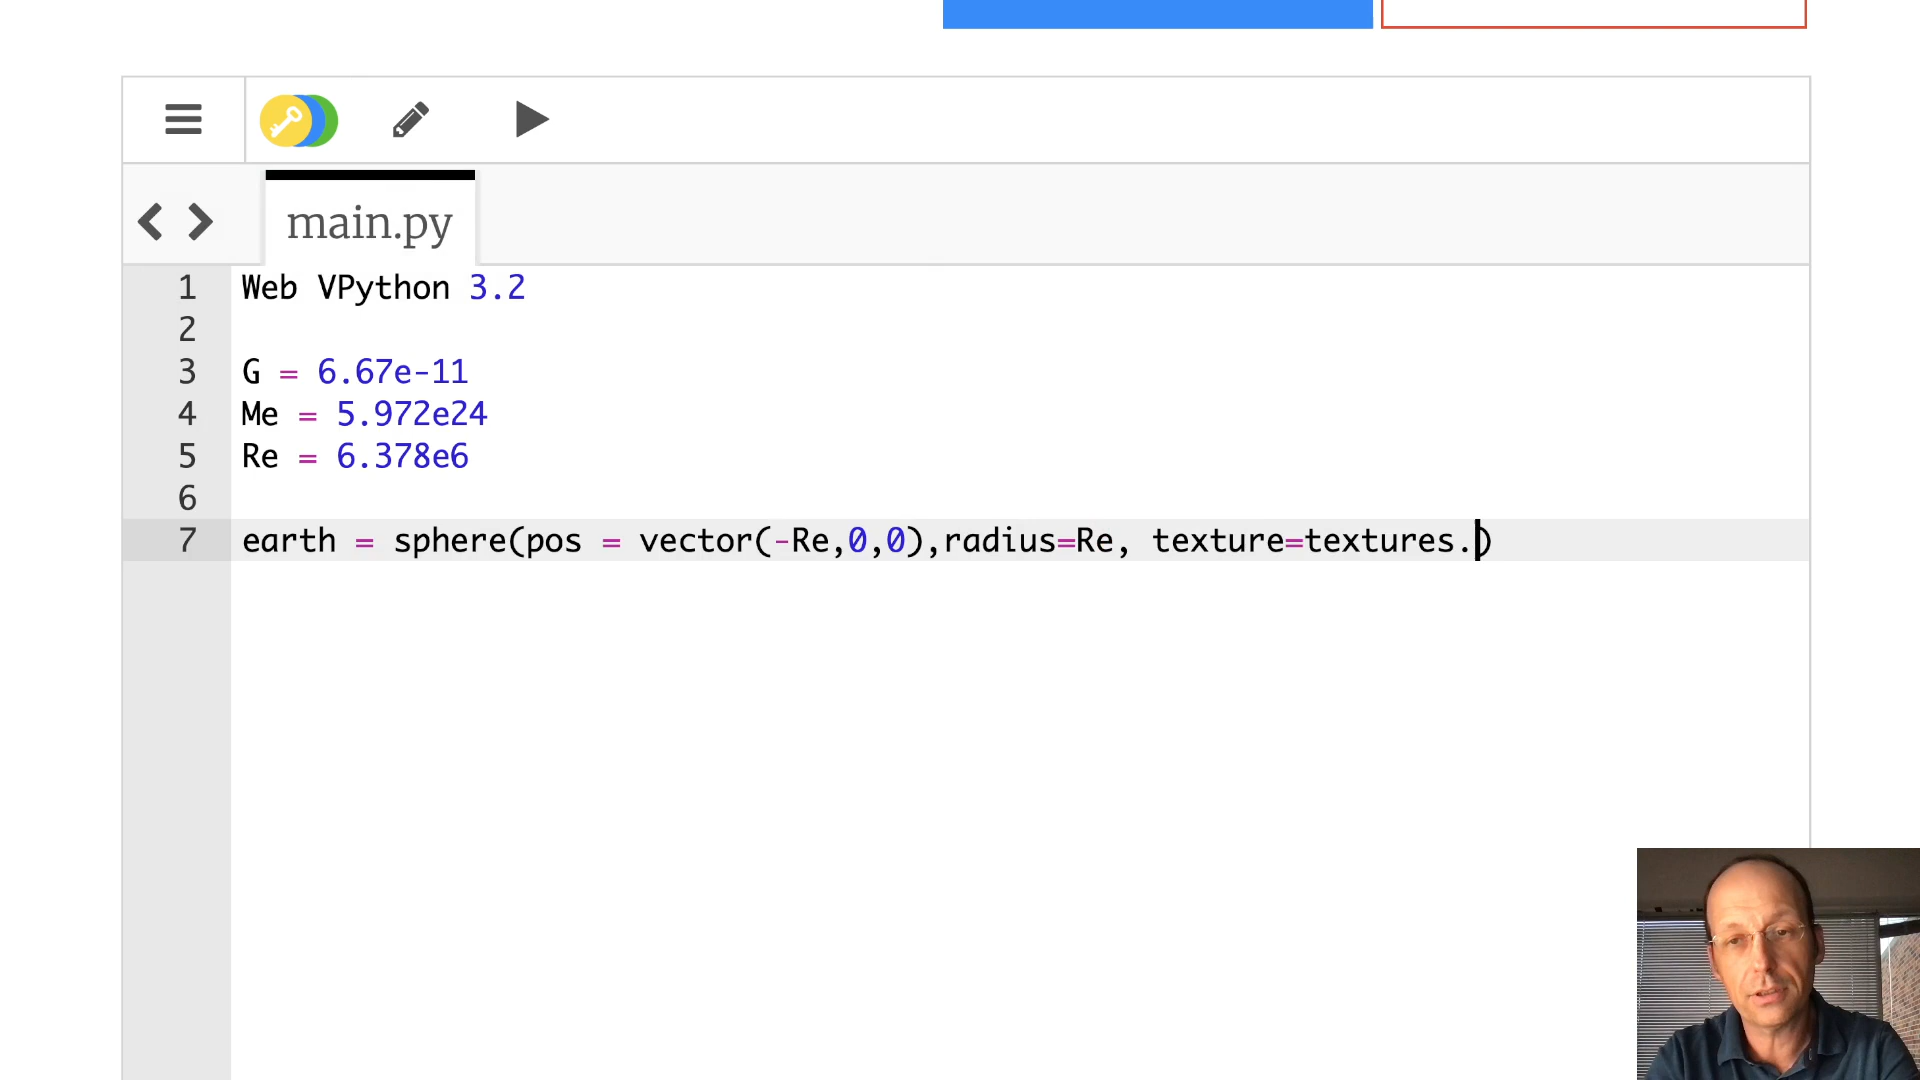 main.py
1 Web VPython 3.2
2
3 G = 6.67e-11
4 Me = 5.972e24
5 Re = 6.378e6
6
7 earth = sphere(pos = vector(-Re,0,0),radius=Re, texture=textures.)